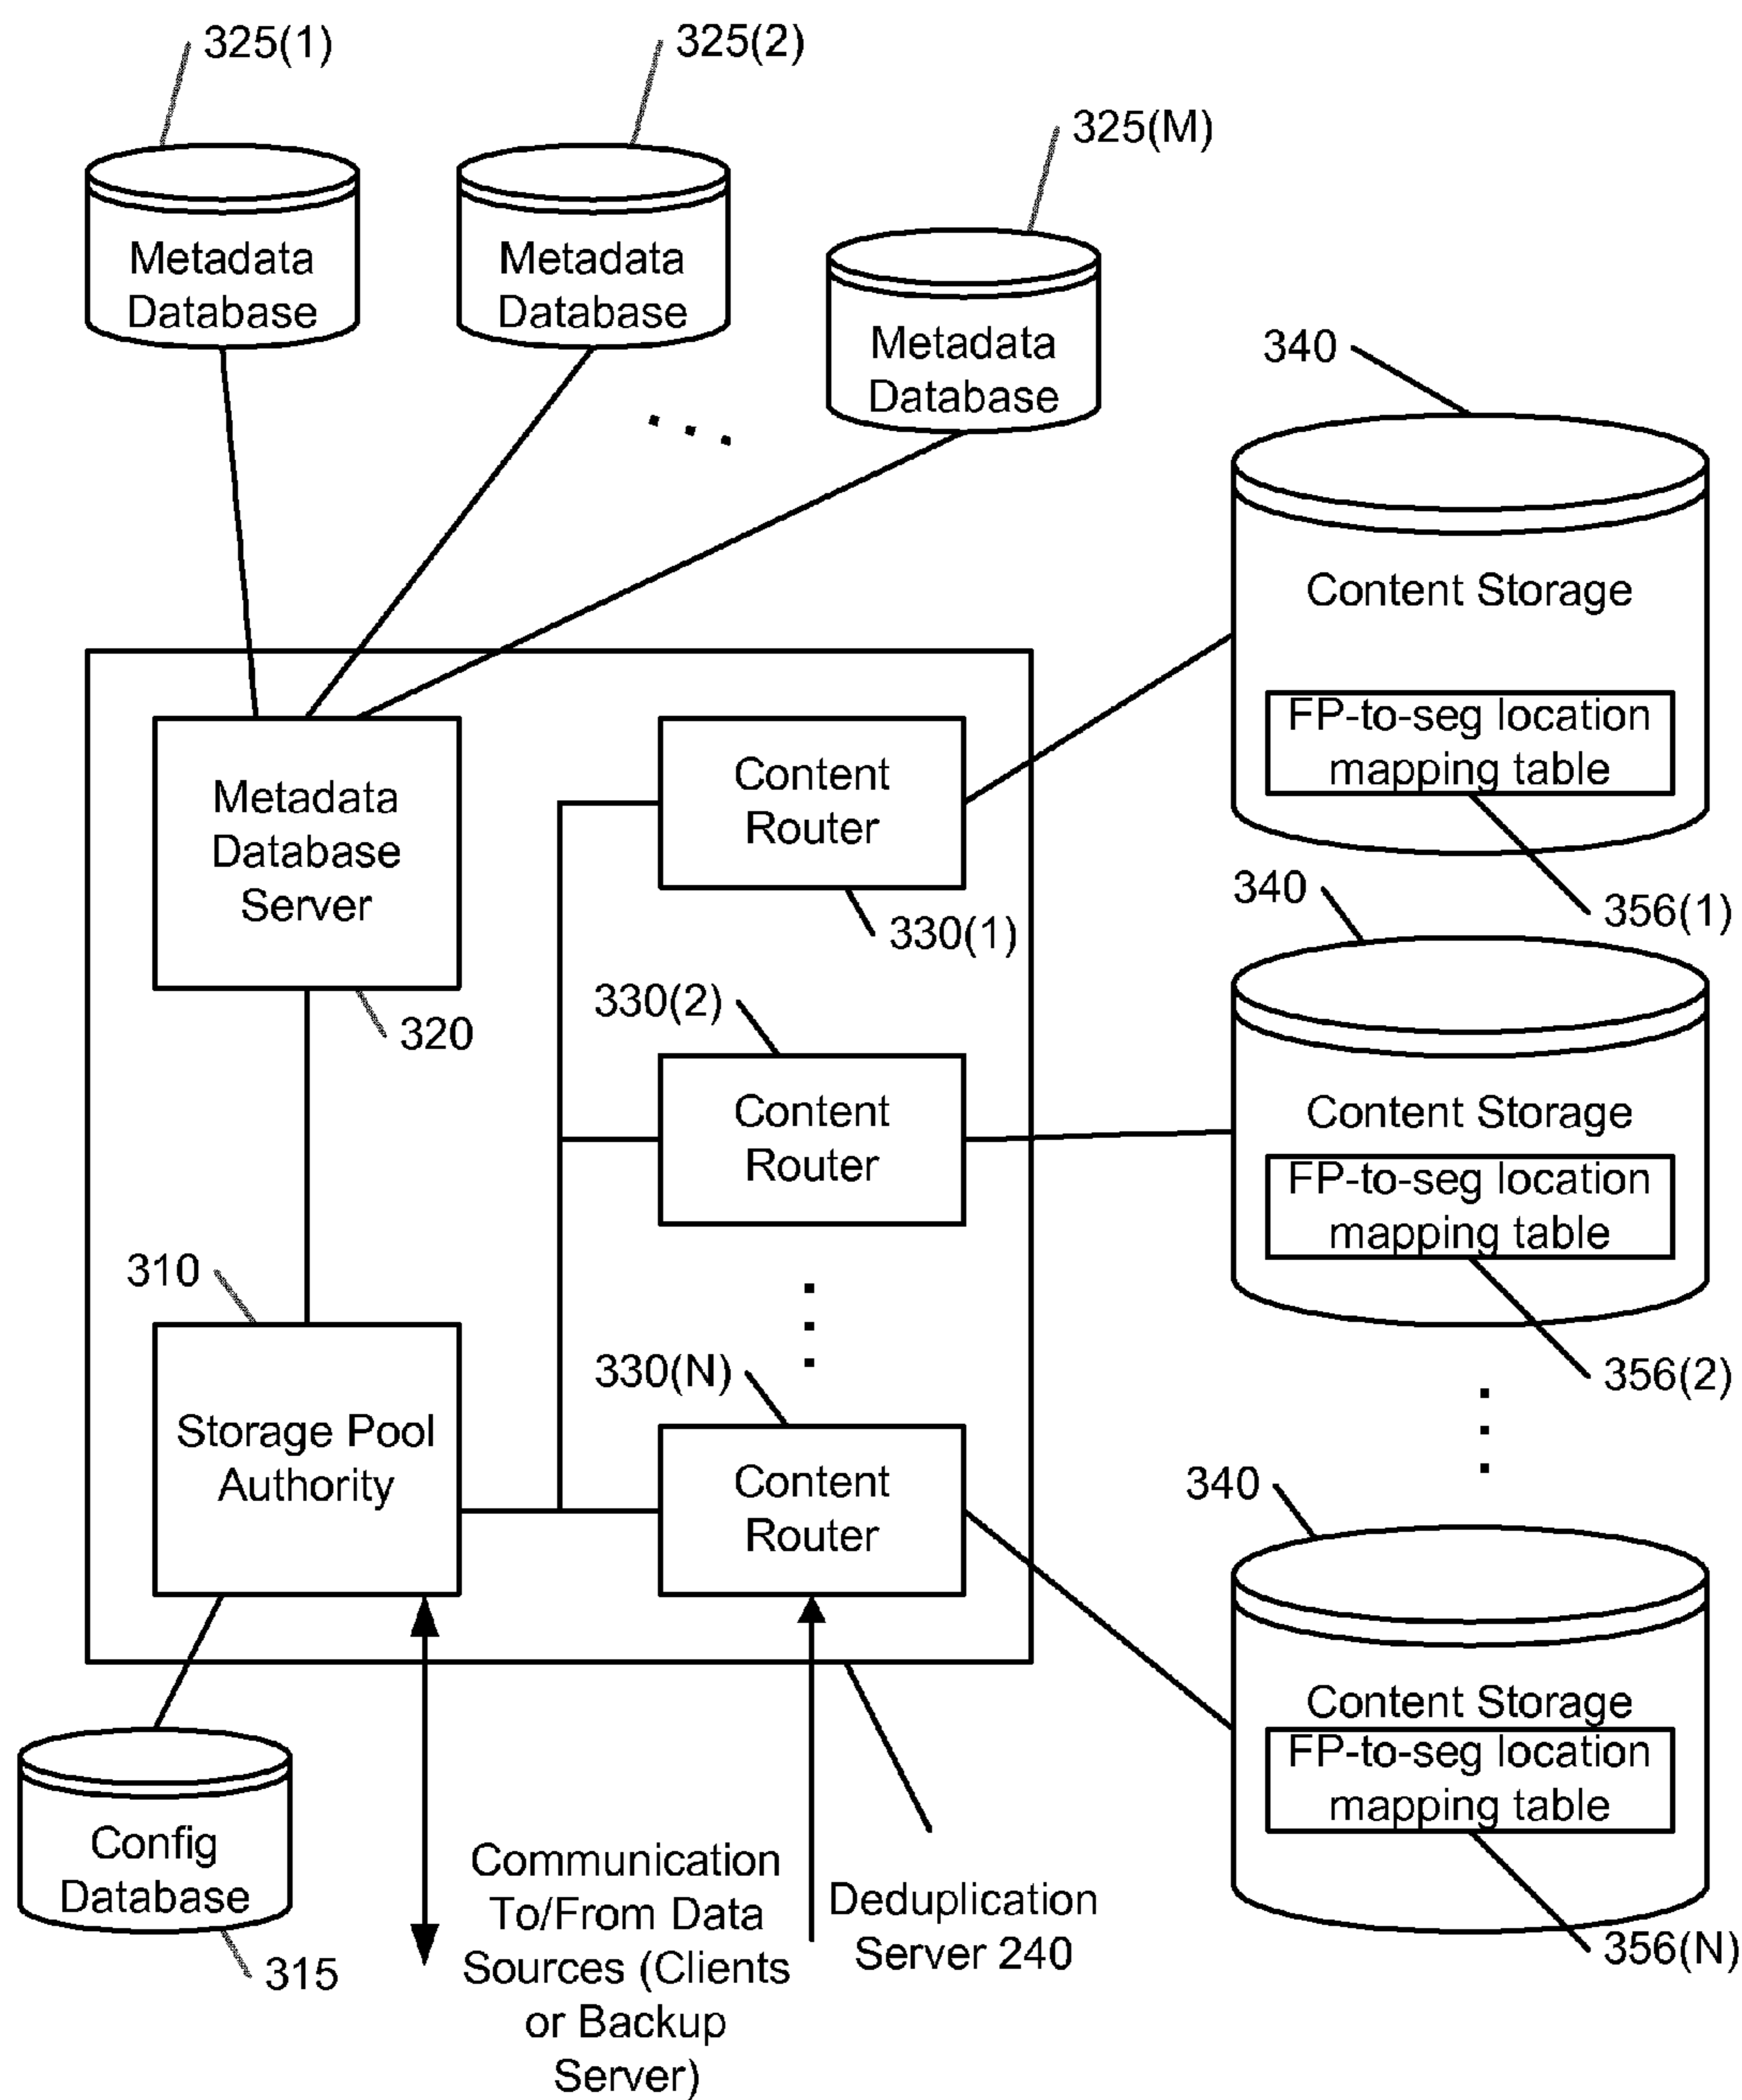 325(1)
325(2)
325(M)
Metadata
Database
Metadata
Database
Metadata
Database
340
Content Storage
FP-to-seg location
mapping table
356(1)
Metadata
Database
Server
320
Content
Router
330(1)
340
330(2)
Content
Router
Content Storage
FP-to-seg location
mapping table
356(2)
310
Storage Pool
Authority
330(N)
Content
Router
340
Content Storage
FP-to-seg location
mapping table
356(N)
Config
Database
315
Communication
To/From Data
Sources (Clients
or Backup
Server)
Deduplication
Server 240